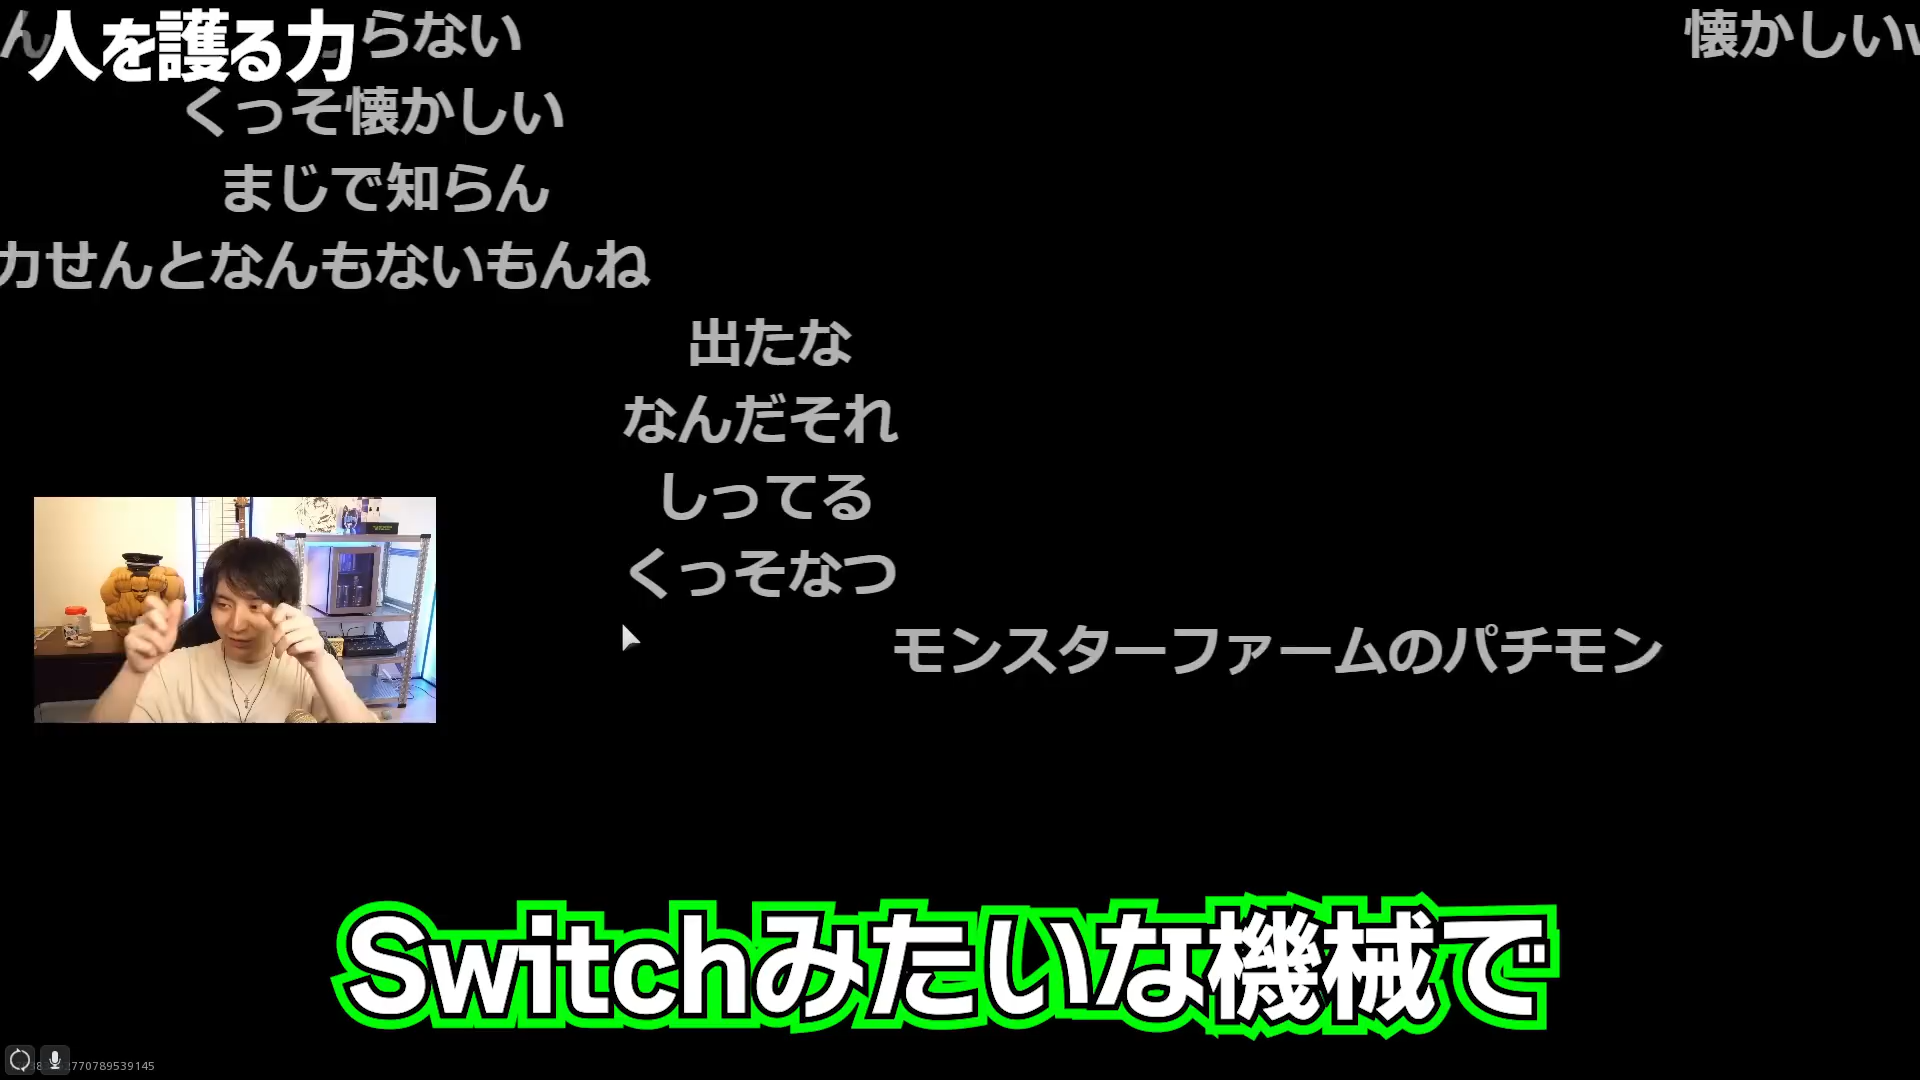 人を護る力
らない
懐かしい
くっそ懐かしい
まじで知らん
力せんとなんもないもんね
出たな
なんだそれ
しってる
くっそなつ
モンスターファームのパチモン
Switchみたいな機械で
770789539145